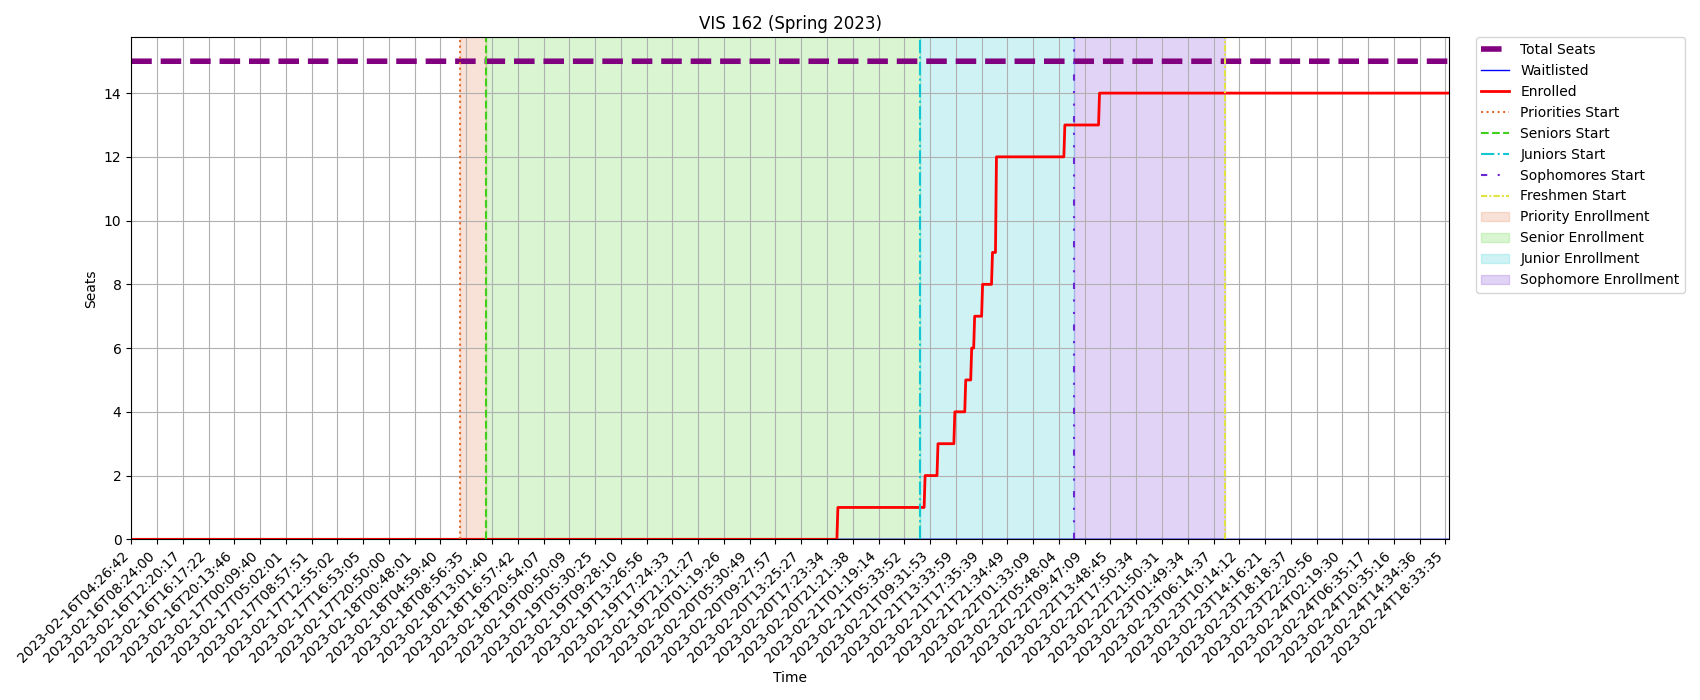 VIS 162 (Spring 2023)
Total Seats
Waitlisted
Enrolled
Priorities Start
Seniors Start
Juniors Start
Sophomores Start
Freshmen Start
Priority Enrollment
Senior Enrollment
Junior Enrollment
Sophomore Enrollment
Seats
14
12
10
8
6
4
2
0
2023-02-16T04:26:42
2023-02-16T08:24:00
2023-02-16T12:20:17
2023-02-16T16:17:22
2023-02-16T20:13:46
2023-02-17T00:09:40
2023-02-17T05:02:01
2023-02-17T08:57:51
2023-02-17T12:55:02
2023-02-17T16:53:05
2023-02-17T20:50:00
2023-02-18T00:48:01
2023-02-18T04:59:40
2023-02-18T08:56:35
2023-02-18T13:01:40
2023-02-18T16:57:42
2023-02-18T20:54:07
2023-02-19T00:50:09
2023-02-19T05:30:25
2023-02-19T09:28:10
2023-02-19T13:26:56
2023-02-19T17:24:33
2023-02-19T21:21:27
2023-02-20T01:19:26
2023-02-20T05:30:49
2023-02-20T09:27:57
2023-02-20T13:25:27
2023-02-20T17:23:34
2023-02-20T21:21:38
2023-02-21T01:19:14
2023-02-21T05:33:52
2023-02-21T09:31:53
2023-02-21T13:33:59
2023-02-21T17:35:39
2023-02-21T21:34:49
2023-02-22T01:33:09
2023-02-22T05:48:04
2023-02-22T09:47:09
2023-02-22T13:48:45
2023-02-22T17:50:34
2023-02-22T21:50:31
2023-02-23T01:49:34
2023-02-23T06:14:37
2023-02-23T10:14:12
2023-02-23T14:16:21
2023-02-23T18:18:37
2023-02-23T22:20:56
2023-02-24T02:19:30
2023-02-24T06:35:17
2023-02-24T10:35:16
2023-02-24T14:34:36
2023-02-24T18:33:35
Time